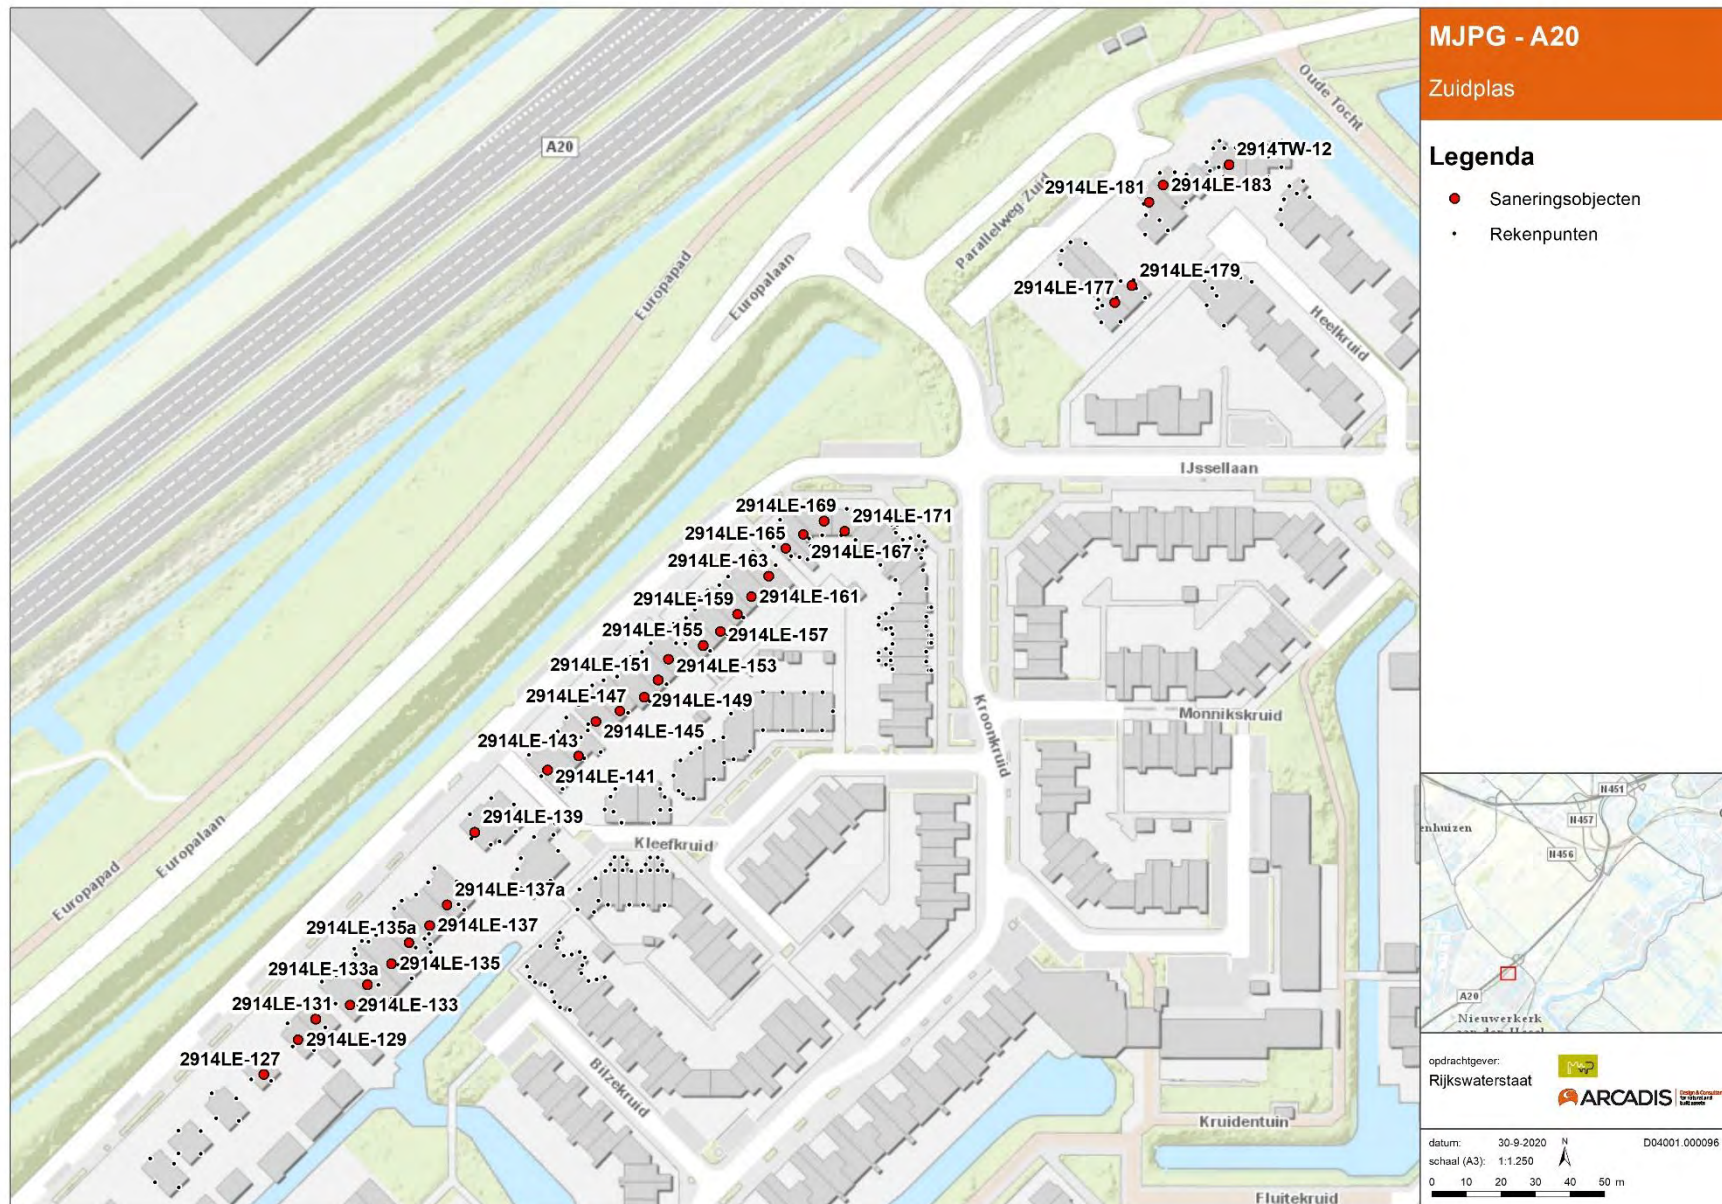 MJPG - A20
Zuidplas
Legenda
Saneringsobjecten
Rekenpunten
A20
Oude Tocht
2914TW-12
2914LE-181
2914LE-183
Parallelweg-Zuid
2914LE-179
2914LE-177
Europapad
Europalaan
Heelkruid
IJssellaan
2914LE-169
2914LE-171
2914LE-165
2914LE-167
2914LE-163
2914LE-161
2914LE-159
2914LE-157
2914LE-155
2914LE-153
2914LE-151
2914LE-149
2914LE-147
2914LE-145
2914LE-143
2914LE-141
Kroonkruid
Monnikskruid
2914LE-139
Kleefkruid
Europalaan
Europapad
2914LE-137a
2914LE-137
2914LE-135a
2914LE-135
2914LE-133a
2914LE-133
2914LE-131
2914LE-129
2914LE-127
Bilzekruid
Kruidentuin
Fluitekruid
N451
N457
enhuizen
N456
A20
Nieuwerkerk
opdrachtgever:
Rijkswaterstaat
ARCADIS
datum: 30-9-2020 N D04001.000096
schaal (A3): 1:1.250
0 10 20 30 40 50 m